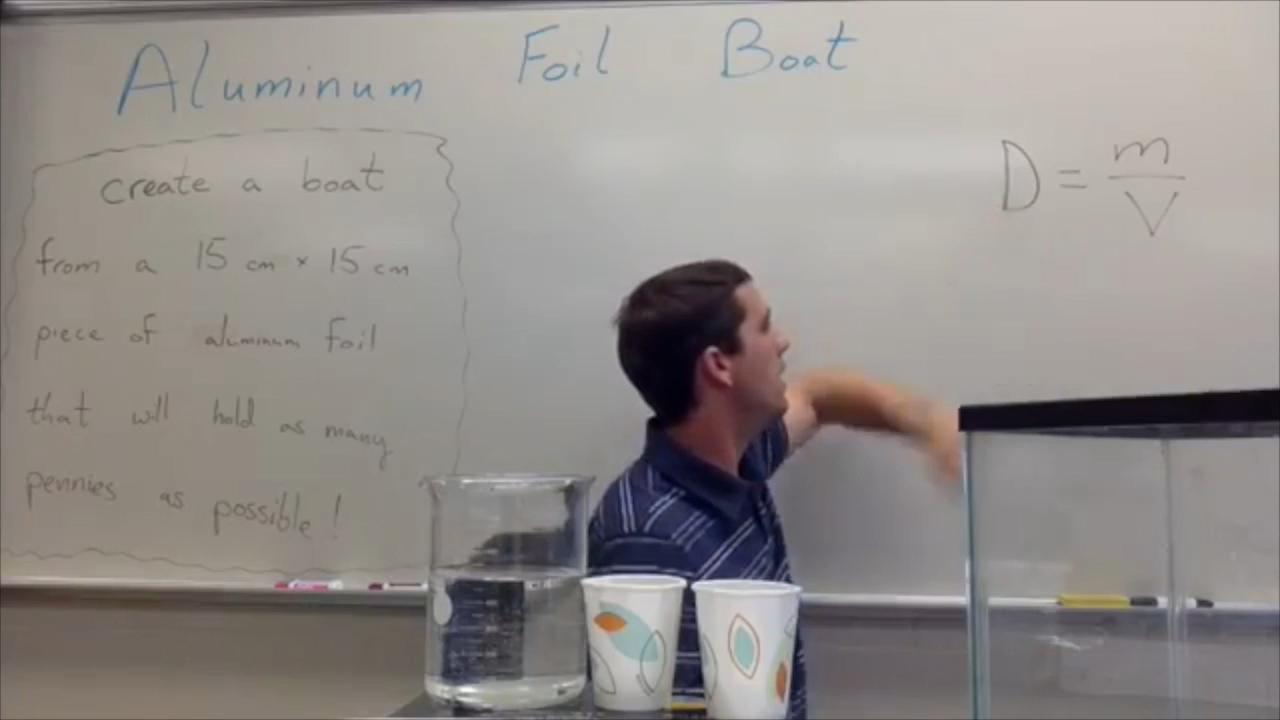 Aluminum Foil Boat
create a boat
from a 15 cm × 15 cm
piece of aluminum foil
that will hold as many
pennies as possible!
D = m/V